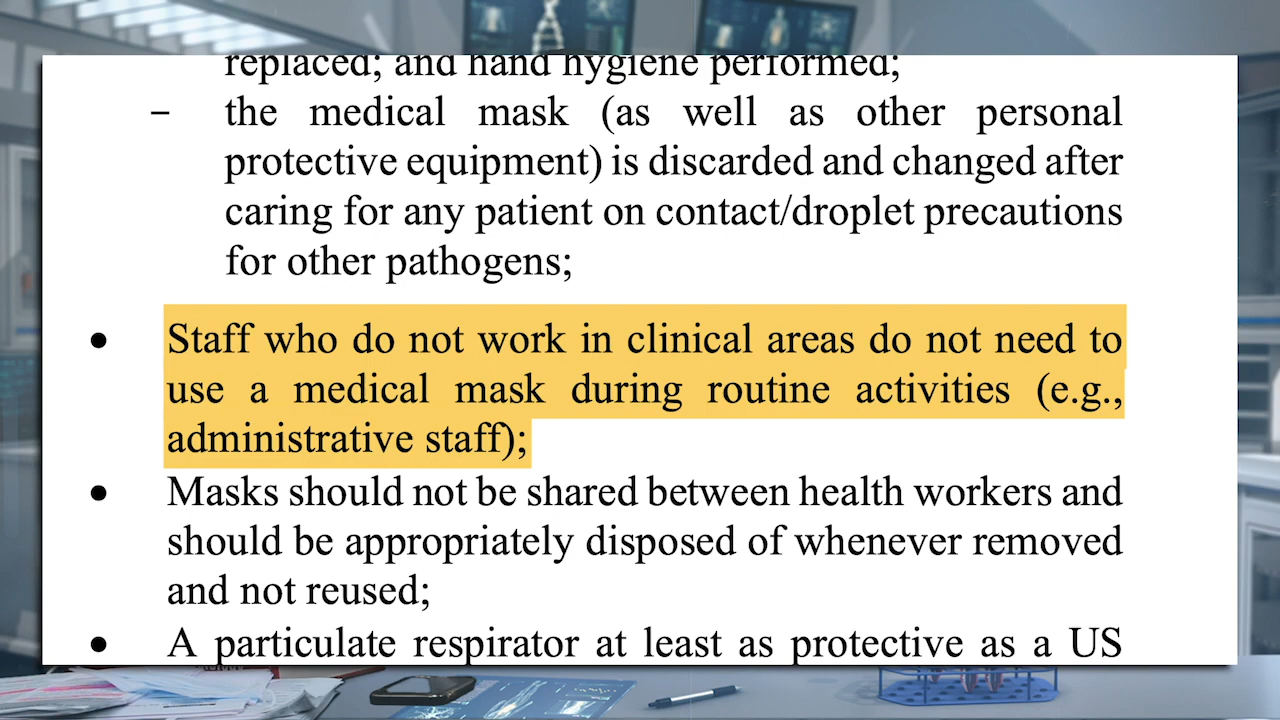 replaced; and hand hygiene performed;
– the medical mask (as well as other personal
protective equipment) is discarded and changed after
caring for any patient on contact/droplet precautions
for other pathogens;
• Staff who do not work in clinical areas do not need to
use a medical mask during routine activities (e.g.,
administrative staff);
• Masks should not be shared between health workers and
should be appropriately disposed of whenever removed
and not reused;
• A particulate respirator at least as protective as a US